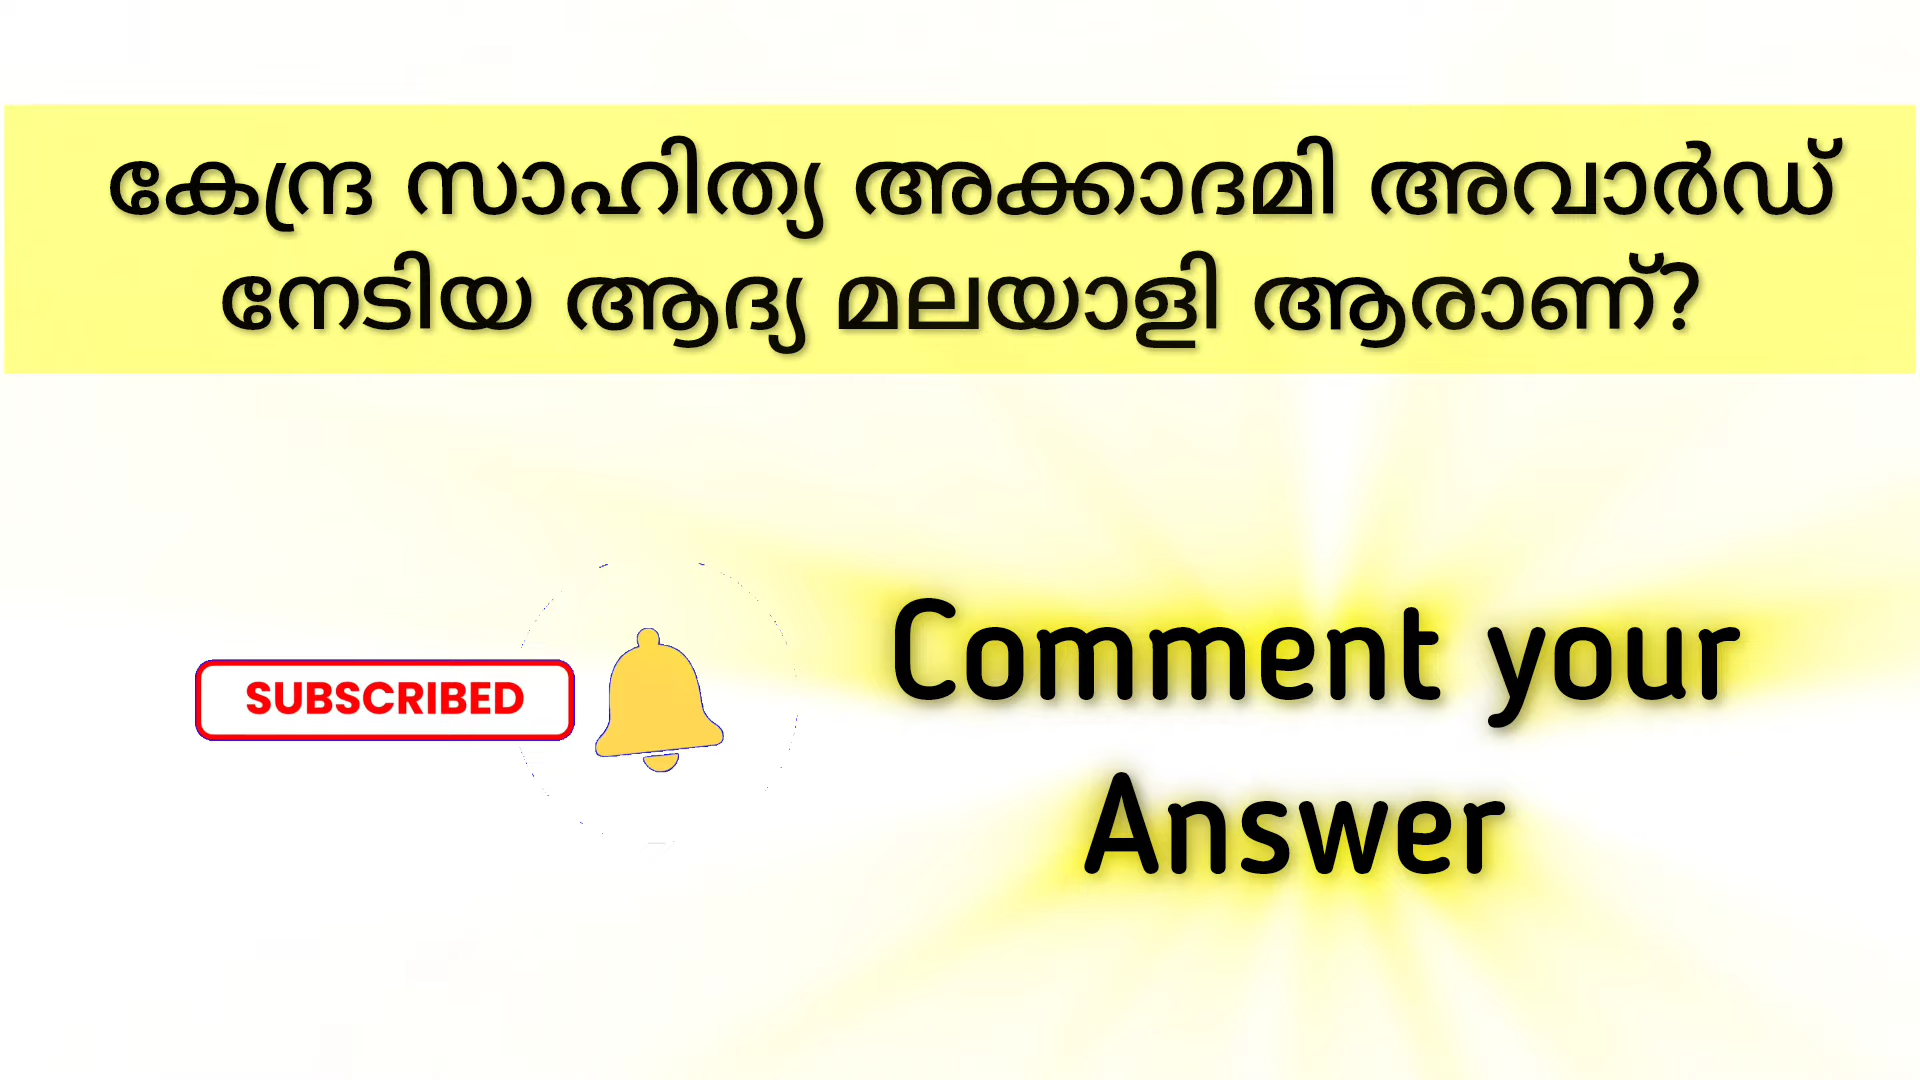 കേന്ദ്ര സാഹിത്യ അക്കാദമി അവാർഡ്
നേടിയ ആദ്യ മലയാളി ആരാണ്?
SUBSCRIBED
Comment your
Answer